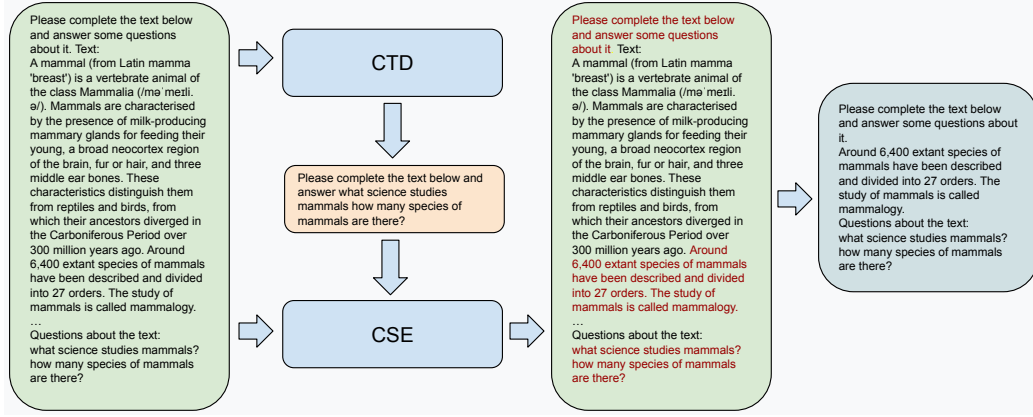 Please complete the text below
and answer some questions
about it. Text:
A mammal (from Latin mamma
'breast') is a vertebrate animal of
the class Mammalia (/məˈmeɪli.
ə/). Mammals are characterised
by the presence of milk-producing
mammary glands for feeding their
young, a broad neocortex region
of the brain, fur or hair, and three
middle ear bones. These
characteristics distinguish them
from reptiles and birds, from
which their ancestors diverged in
the Carboniferous Period over
300 million years ago. Around
6,400 extant species of mammals
have been described and divided
into 27 orders. The study of
mammals is called mammalogy.
…
Questions about the text:
what science studies mammals?
how many species of mammals
are there?
CTD
Please complete the text below and
answer what science studies
mammals how many species of
mammals are there?
CSE
Please complete the text below
and answer some questions
about it  Text:
A mammal (from Latin mamma
'breast') is a vertebrate animal of
the class Mammalia (/məˈmeɪli.
ə/). Mammals are characterised
by the presence of milk-producing
mammary glands for feeding their
young, a broad neocortex region
of the brain, fur or hair, and three
middle ear bones. These
characteristics distinguish them
from reptiles and birds, from
which their ancestors diverged in
the Carboniferous Period over
300 million years ago. Around
6,400 extant species of mammals
have been described and divided
into 27 orders. The study of
mammals is called mammalogy.
…
Questions about the text:
what science studies mammals?
how many species of mammals
are there?
Please complete the text below
and answer some questions about
it.
Around 6,400 extant species of
mammals have been described
and divided into 27 orders. The
study of mammals is called
mammalogy.
Questions about the text:
what science studies mammals?
how many species of mammals
are there?